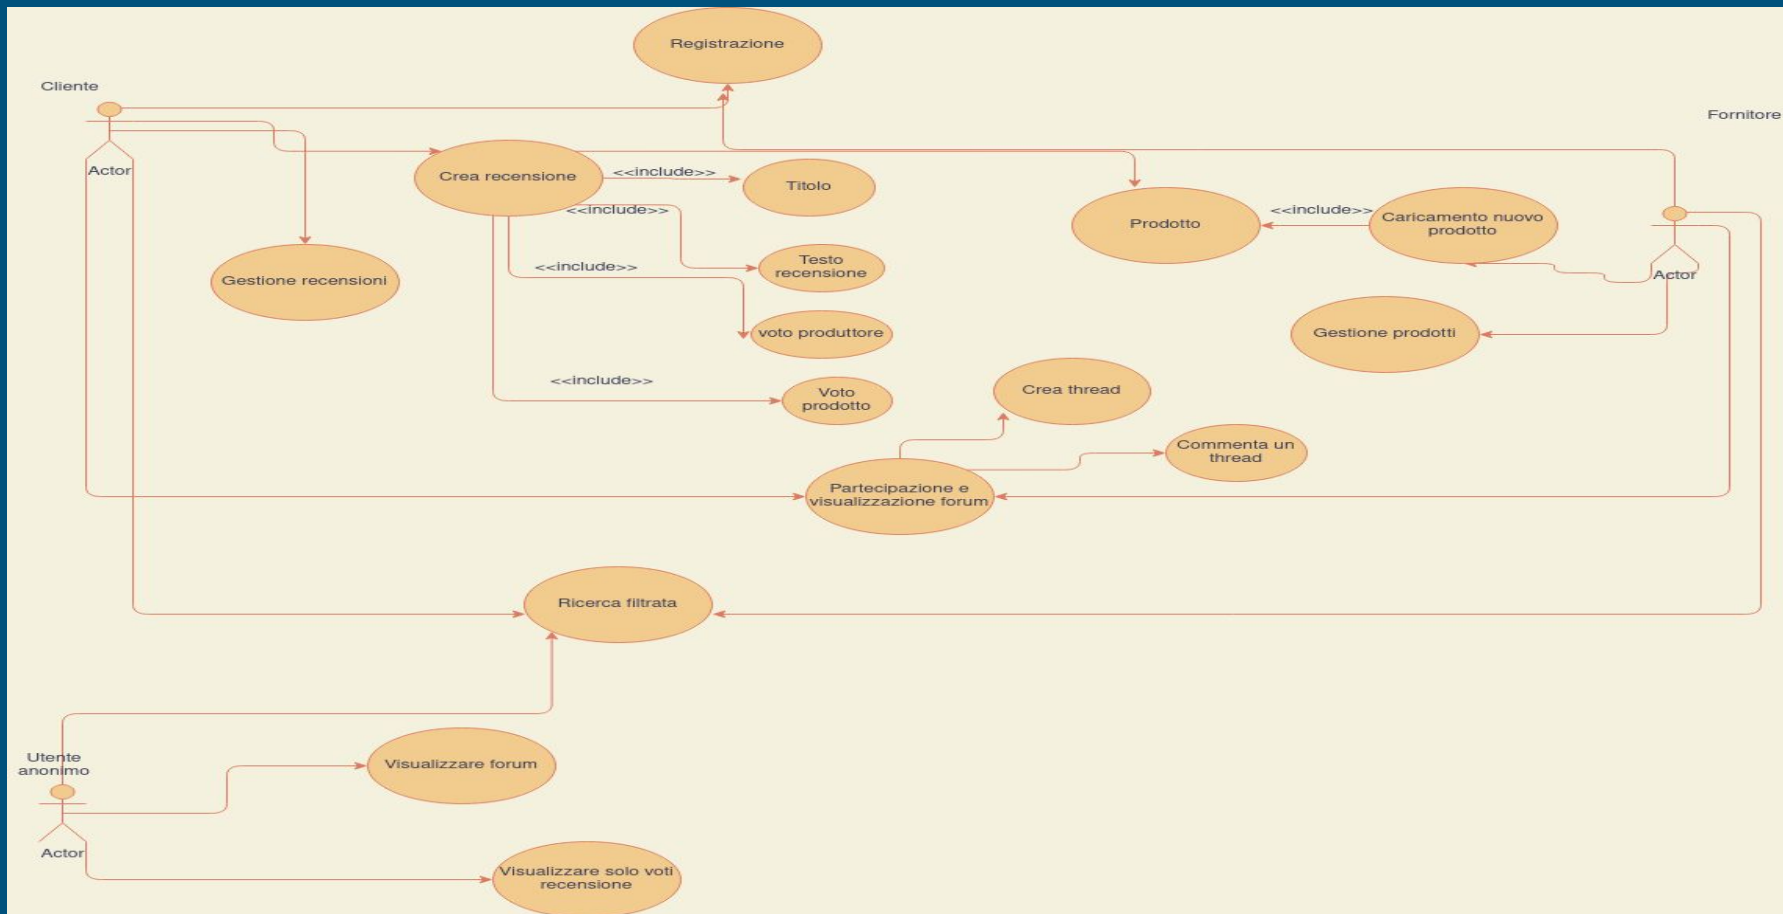 Registrazione
Cliente
Fornitore
Actor
Crea recensione
<<include>>
Titolo
<<include>>
Prodotto
<<include>>
Caricamento nuovo
prodotto
Actor
Testo
recensione
<<include>>
Gestione recensioni
voto produttore
Gestione prodotti
<<include>>
Voto
prodotto
Crea thread
Commenta un
thread
Partecipazione e
visualizzazione forum
Ricerca filtrata
Utente
anonimo
Visualizzare forum
Actor
Visualizzare solo voti
recensione